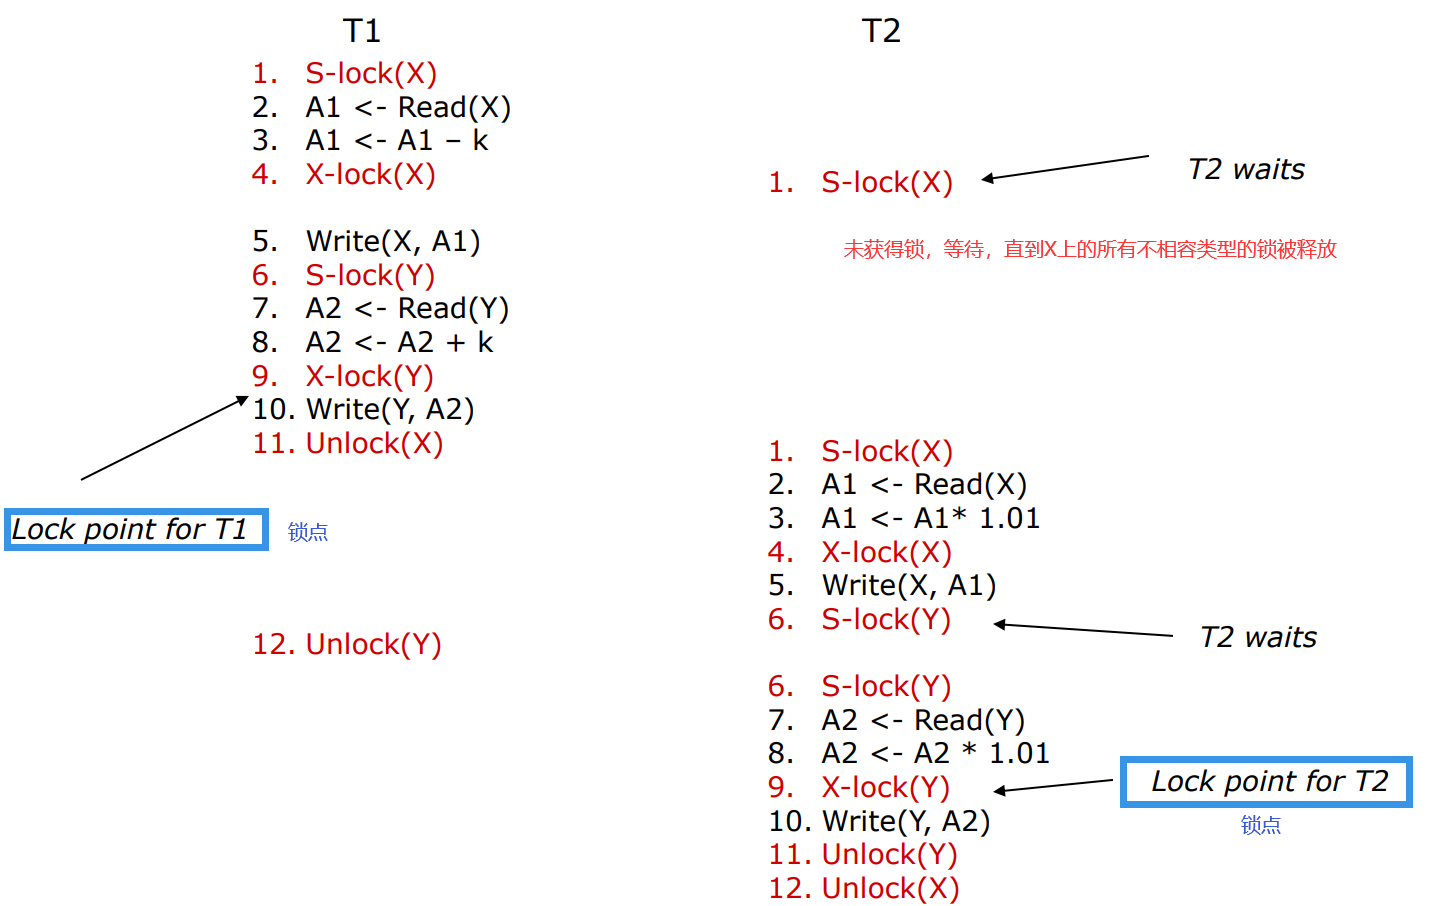 T1
1. S-lock(X)
2. A1 <- Read(X)
3. A1 <- A1 – k
4. X-lock(X)
5. Write(X, A1)
6. S-lock(Y)
7. A2 <- Read(Y)
8. A2 <- A2 + k
9. X-lock(Y)
10. Write(Y, A2)
11. Unlock(X)
Lock point for T1
锁点
12. Unlock(Y)
T2
1. S-lock(X)
T2 waits
未获得锁，等待，直到X上的所有不相容类型的锁被释放
1. S-lock(X)
2. A1 <- Read(X)
3. A1 <- A1* 1.01
4. X-lock(X)
5. Write(X, A1)
6. S-lock(Y)
T2 waits
6. S-lock(Y)
7. A2 <- Read(Y)
8. A2 <- A2 * 1.01
9. X-lock(Y)
Lock point for T2
锁点
10. Write(Y, A2)
11. Unlock(Y)
12. Unlock(X)